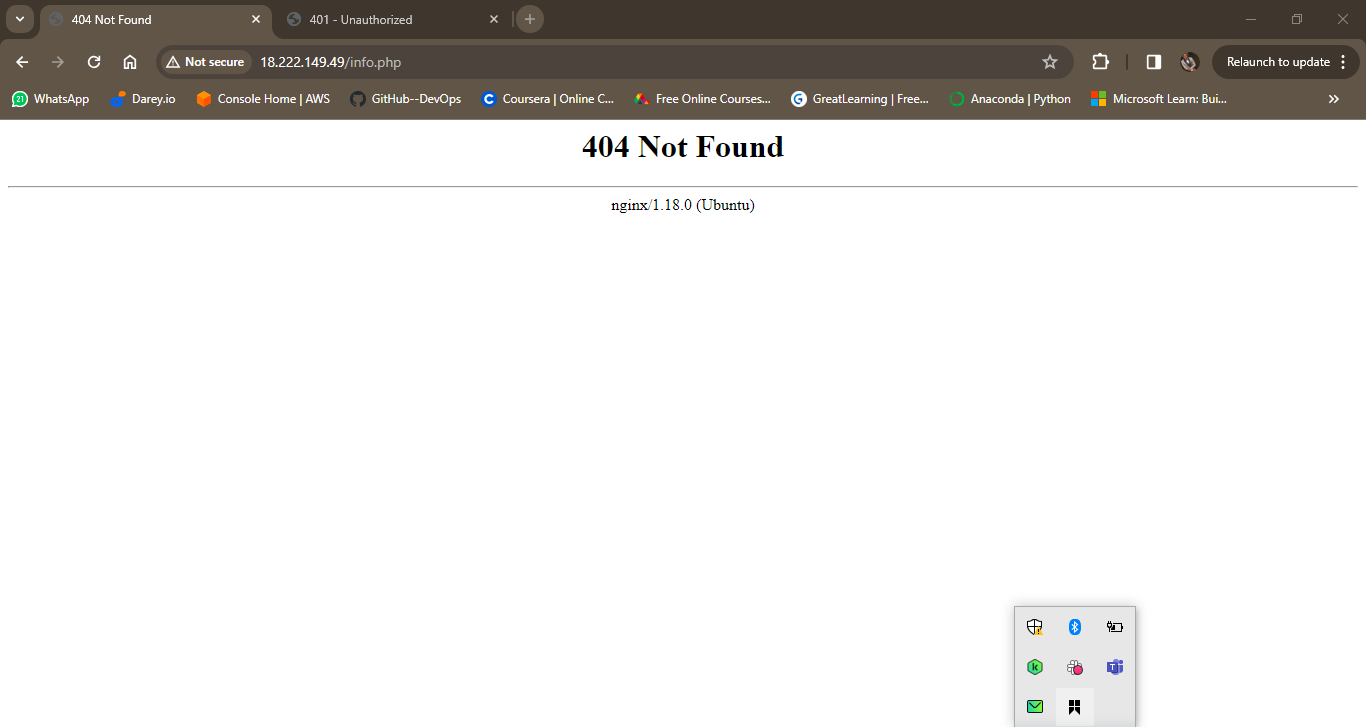 404 Not Found
401 - Unauthorized
Not secure
18.222.149.49/info.php
Relaunch to update
21
WhatsApp
Darey.io
Console Home | AWS
GitHub--DevOps
C
Coursera | Online C...
Free Online Courses...
G
GreatLearning | Free...
Anaconda | Python
Microsoft Learn: Bui...
404 Not Found
nginx/1.18.0 (Ubuntu)
k
T